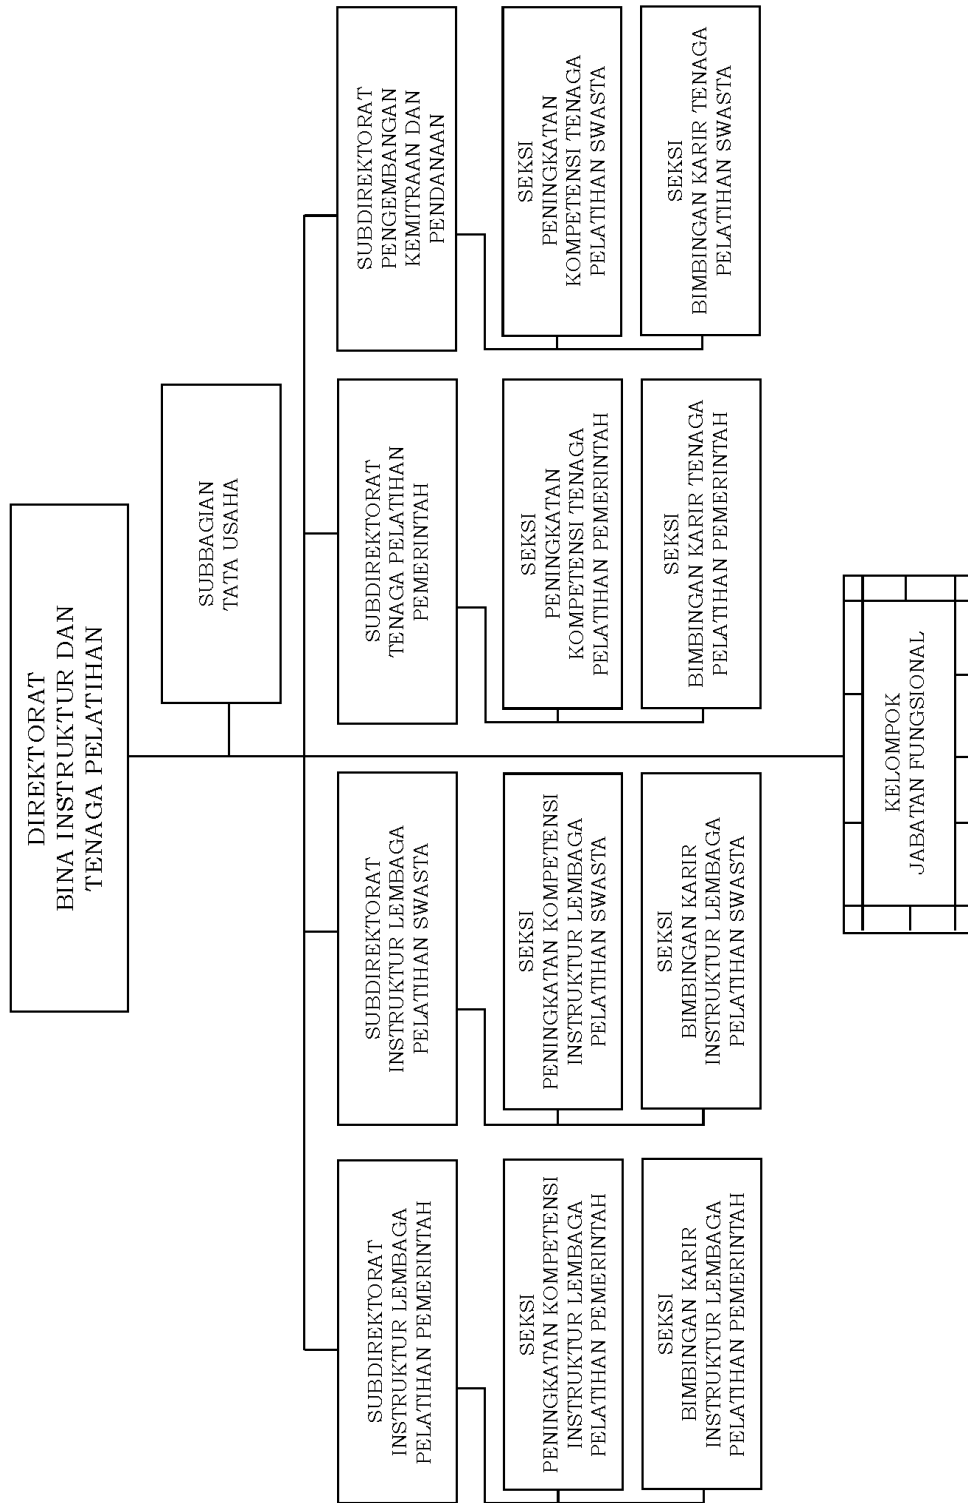 DIREKTORAT
BINA INSTRUKTUR DAN
TENAGA PELATIHAN
SUBBAGIAN
TATA USAHA
SUBDIREKTORAT
INSTRUKTUR LEMBAGA
PELATIHAN PEMERINTAH
SUBDIREKTORAT
INSTRUKTUR LEMBAGA
PELATIHAN SWASTA
SUBDIREKTORAT
TENAGA PELATIHAN
PEMERINTAH
SUBDIREKTORAT
PENGEMBANGAN
KEMITRAAN DAN
PENDANAAN
SEKSI
PENINGKATAN KOMPETENSI
INSTRUKTUR LEMBAGA
PELATIHAN PEMERINTAH
SEKSI
PENINGKATAN KOMPETENSI
INSTRUKTUR LEMBAGA
PELATIHAN SWASTA
SEKSI
PENINGKATAN
KOMPETENSI TENAGA
PELATIHAN PEMERINTAH
SEKSI
PENINGKATAN
KOMPETENSI TENAGA
PELATIHAN SWASTA
SEKSI
BIMBINGAN KARIR
INSTRUKTUR LEMBAGA
PELATIHAN PEMERINTAH
SEKSI
BIMBINGAN KARIR
INSTRUKTUR LEMBAGA
PELATIHAN SWASTA
SEKSI
BIMBINGAN KARIR TENAGA
PELATIHAN PEMERINTAH
SEKSI
BIMBINGAN KARIR TENAGA
PELATIHAN SWASTA
KELOMPOK
JABATAN FUNGSIONAL